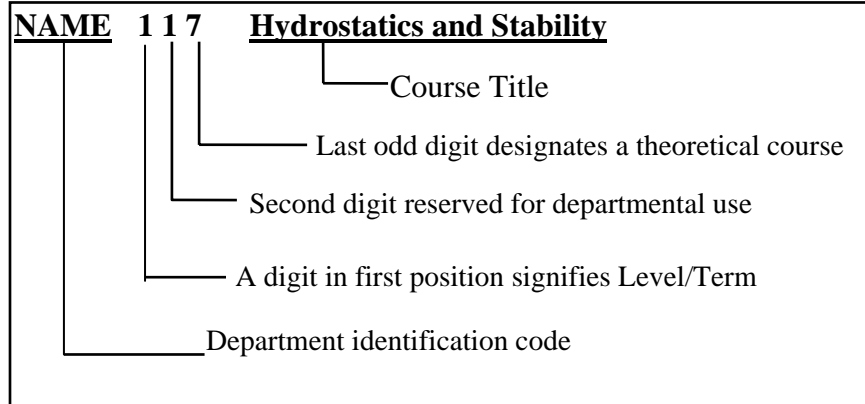 NAME 1 1 7 Hydrostatics and Stability
Course Title
Last odd digit designates a theoretical course
Second digit reserved for departmental use
A digit in first position signifies Level/Term
Department identification code